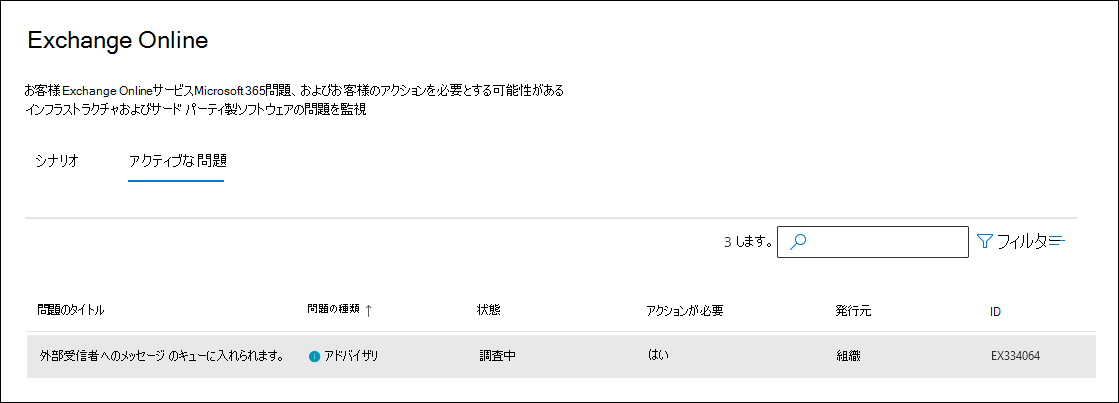 Exchange Online
お客様Exchange OnlineサービスMicrosoft 365問題、およびお客様のアクションを必要とする可能性がある
インフラストラクチャおよびサード パーティ製ソフトウェアの問題を監視
シナリオ アクティブな問題
3 します。 フィルター
問題のタイトル 問題の種類 ↑ 状態 アクションが必要 発行元 ID
外部受信者へのメッセージ のキューに入れられます。 アドバイザリ 調査中 はい 組織 EX334064